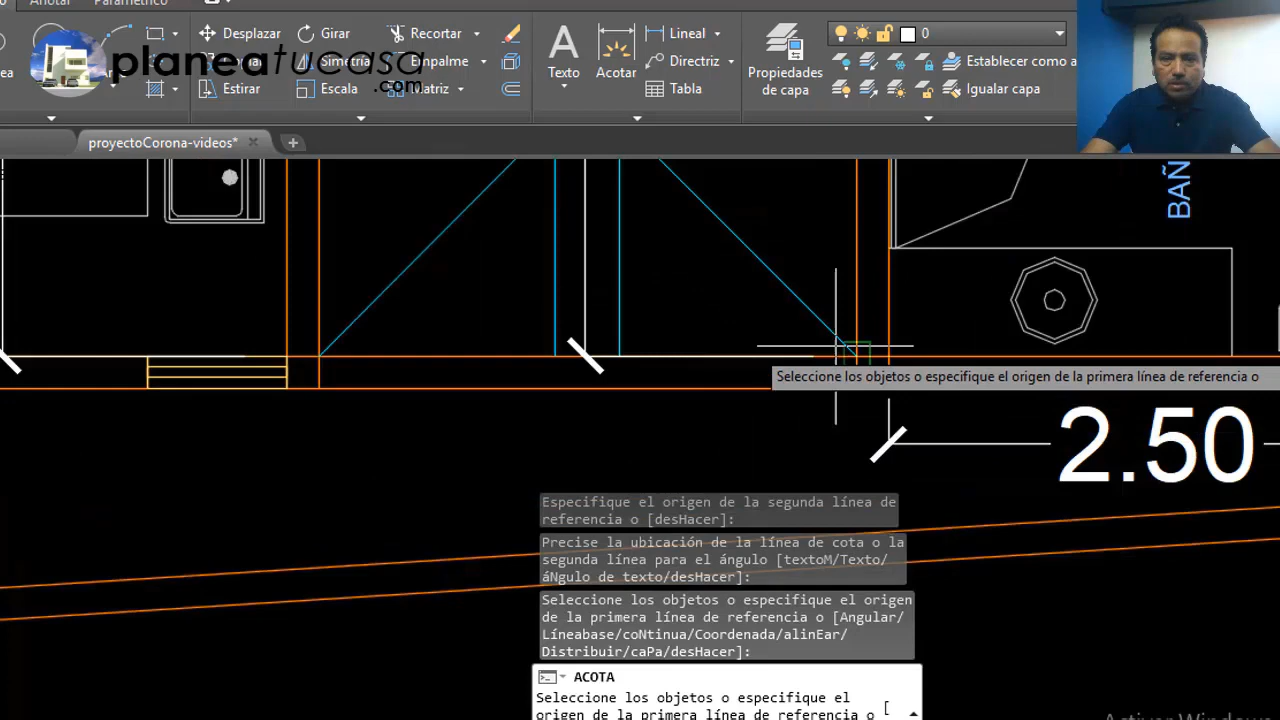 Anotar Paramétrico
Desplazar Girar Recortar
Simetría Empalme
Estirar Escala Matriz
planeatucasa
.com
Texto Acotar
Lineal
Directriz
Tabla
Propiedades
de capa
0
Establecer como a
Igualar capa
proyectoCorona-videos*
BAÑ
Seleccione los objetos o especifique el origen de la primera línea de referencia o
2.50
Especifique el origen de la segunda línea de
referencia o [desHacer]:
Precise la ubicación de la línea de cota o la
segunda línea para el ángulo [textoM/Texto/
áNgulo de texto/desHacer]:
Seleccione los objetos o especifique el origen
de la primera línea de referencia o [Angular/
Líneabase/coNtinua/Coordenada/alinEar/
Distribuir/caPa/desHacer]:
ACOTA
Seleccione los objetos o especifique el
origen de la primera línea de referencia o [